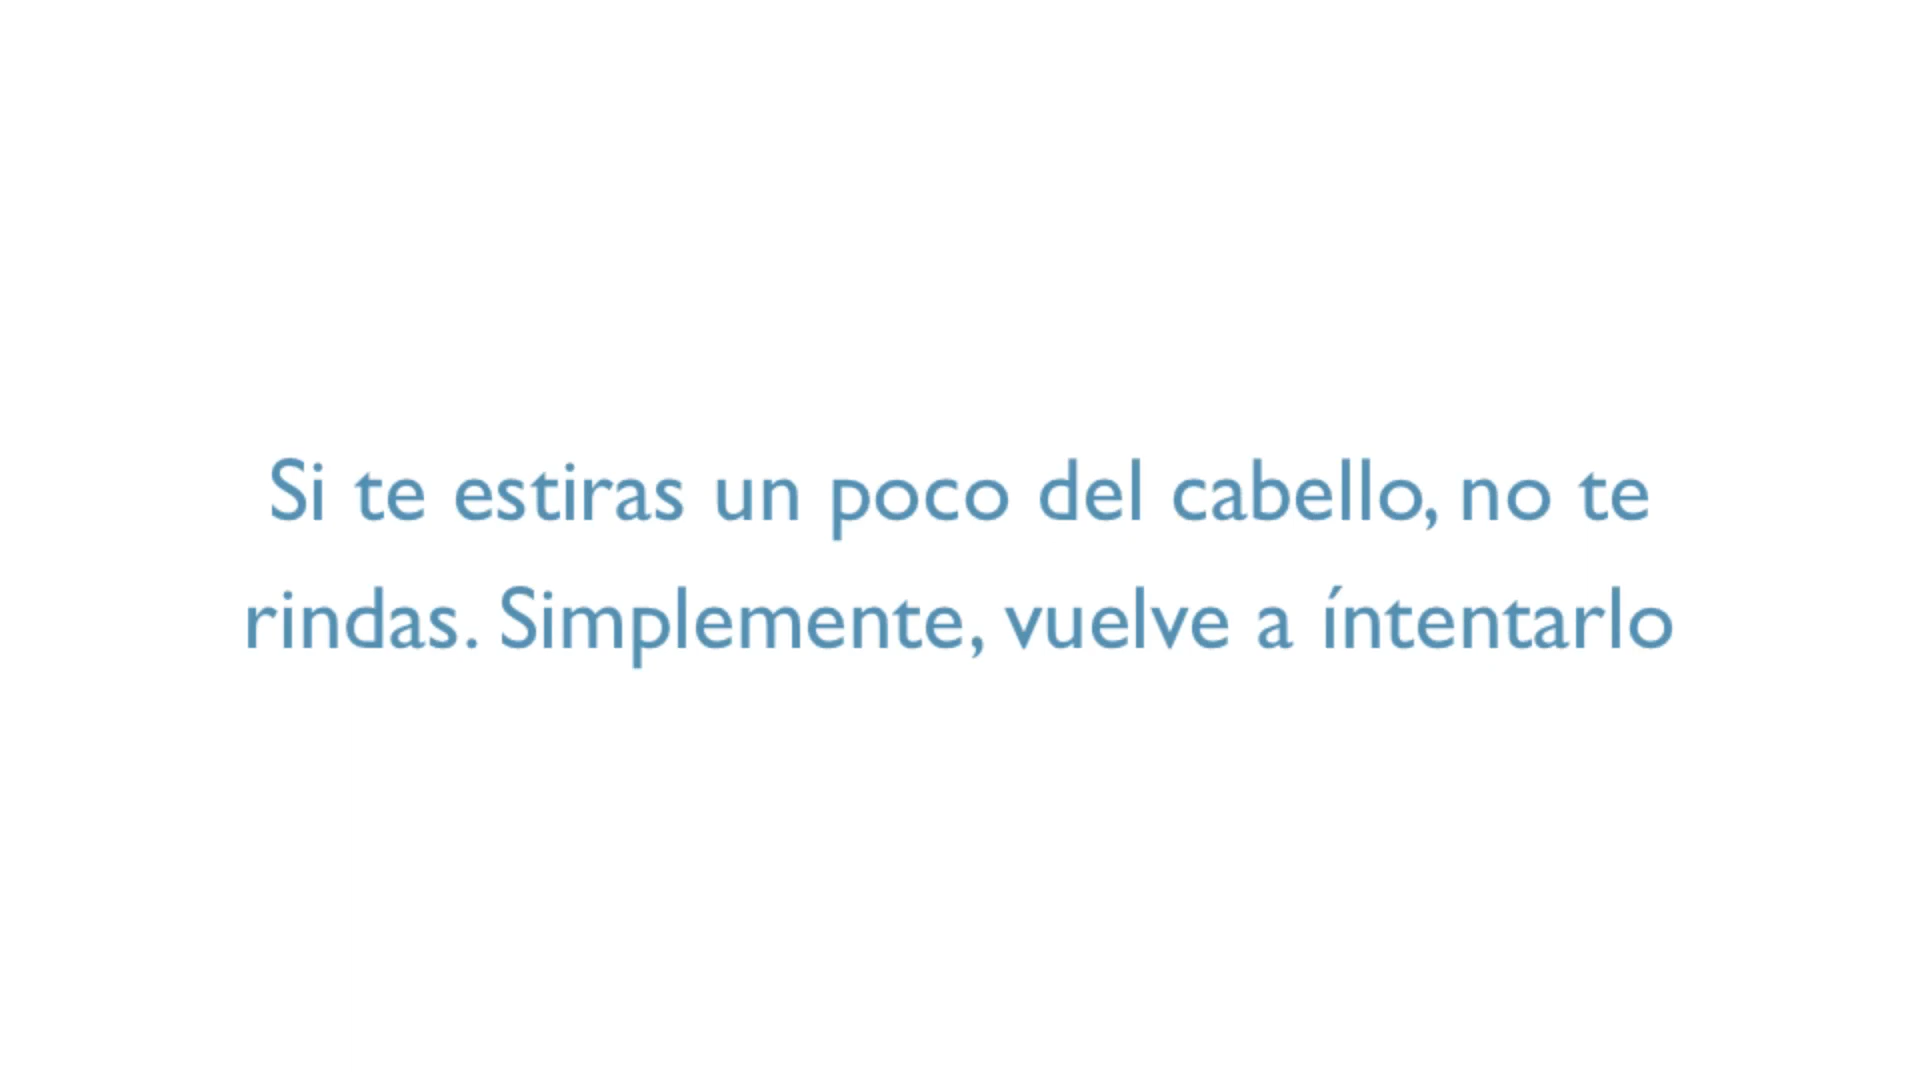 Si te estiras un poco del cabello, no te
rindas. Simplemente, vuelve a íntentarlo